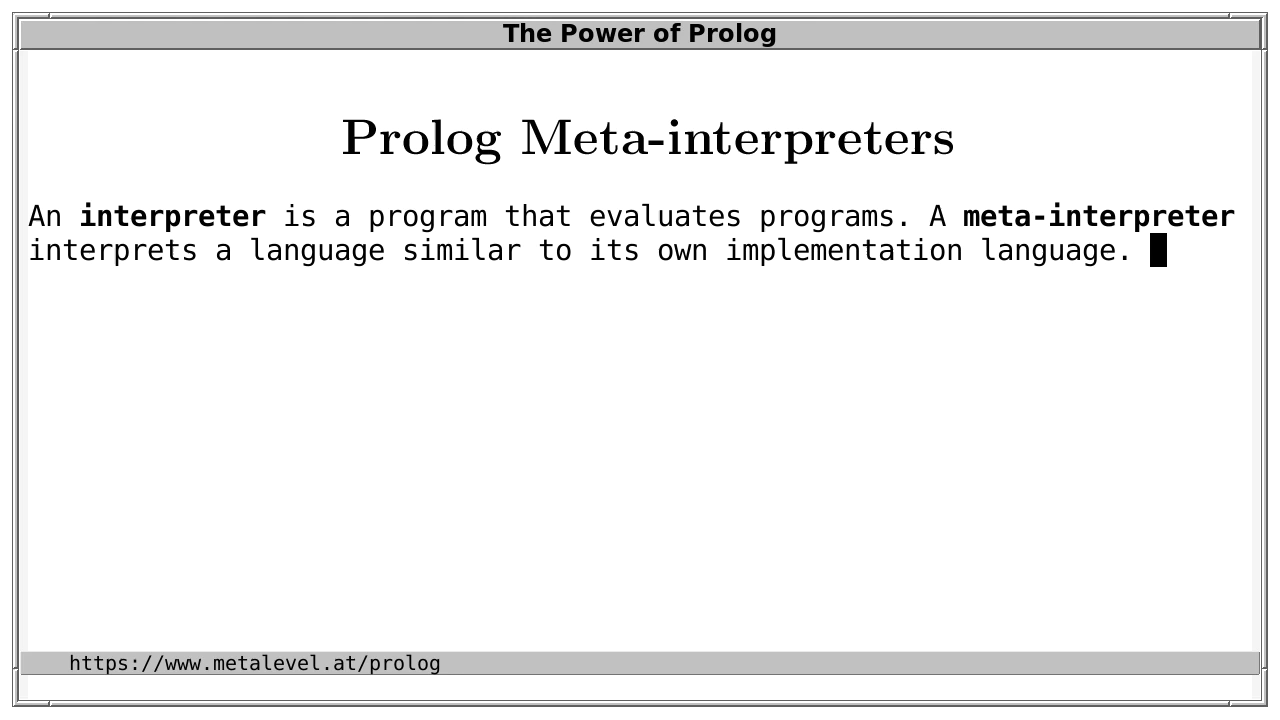 The Power of Prolog
Prolog Meta-interpreters
An interpreter is a program that evaluates programs. A meta-interpreter
interprets a language similar to its own implementation language.
https://www.metalevel.at/prolog